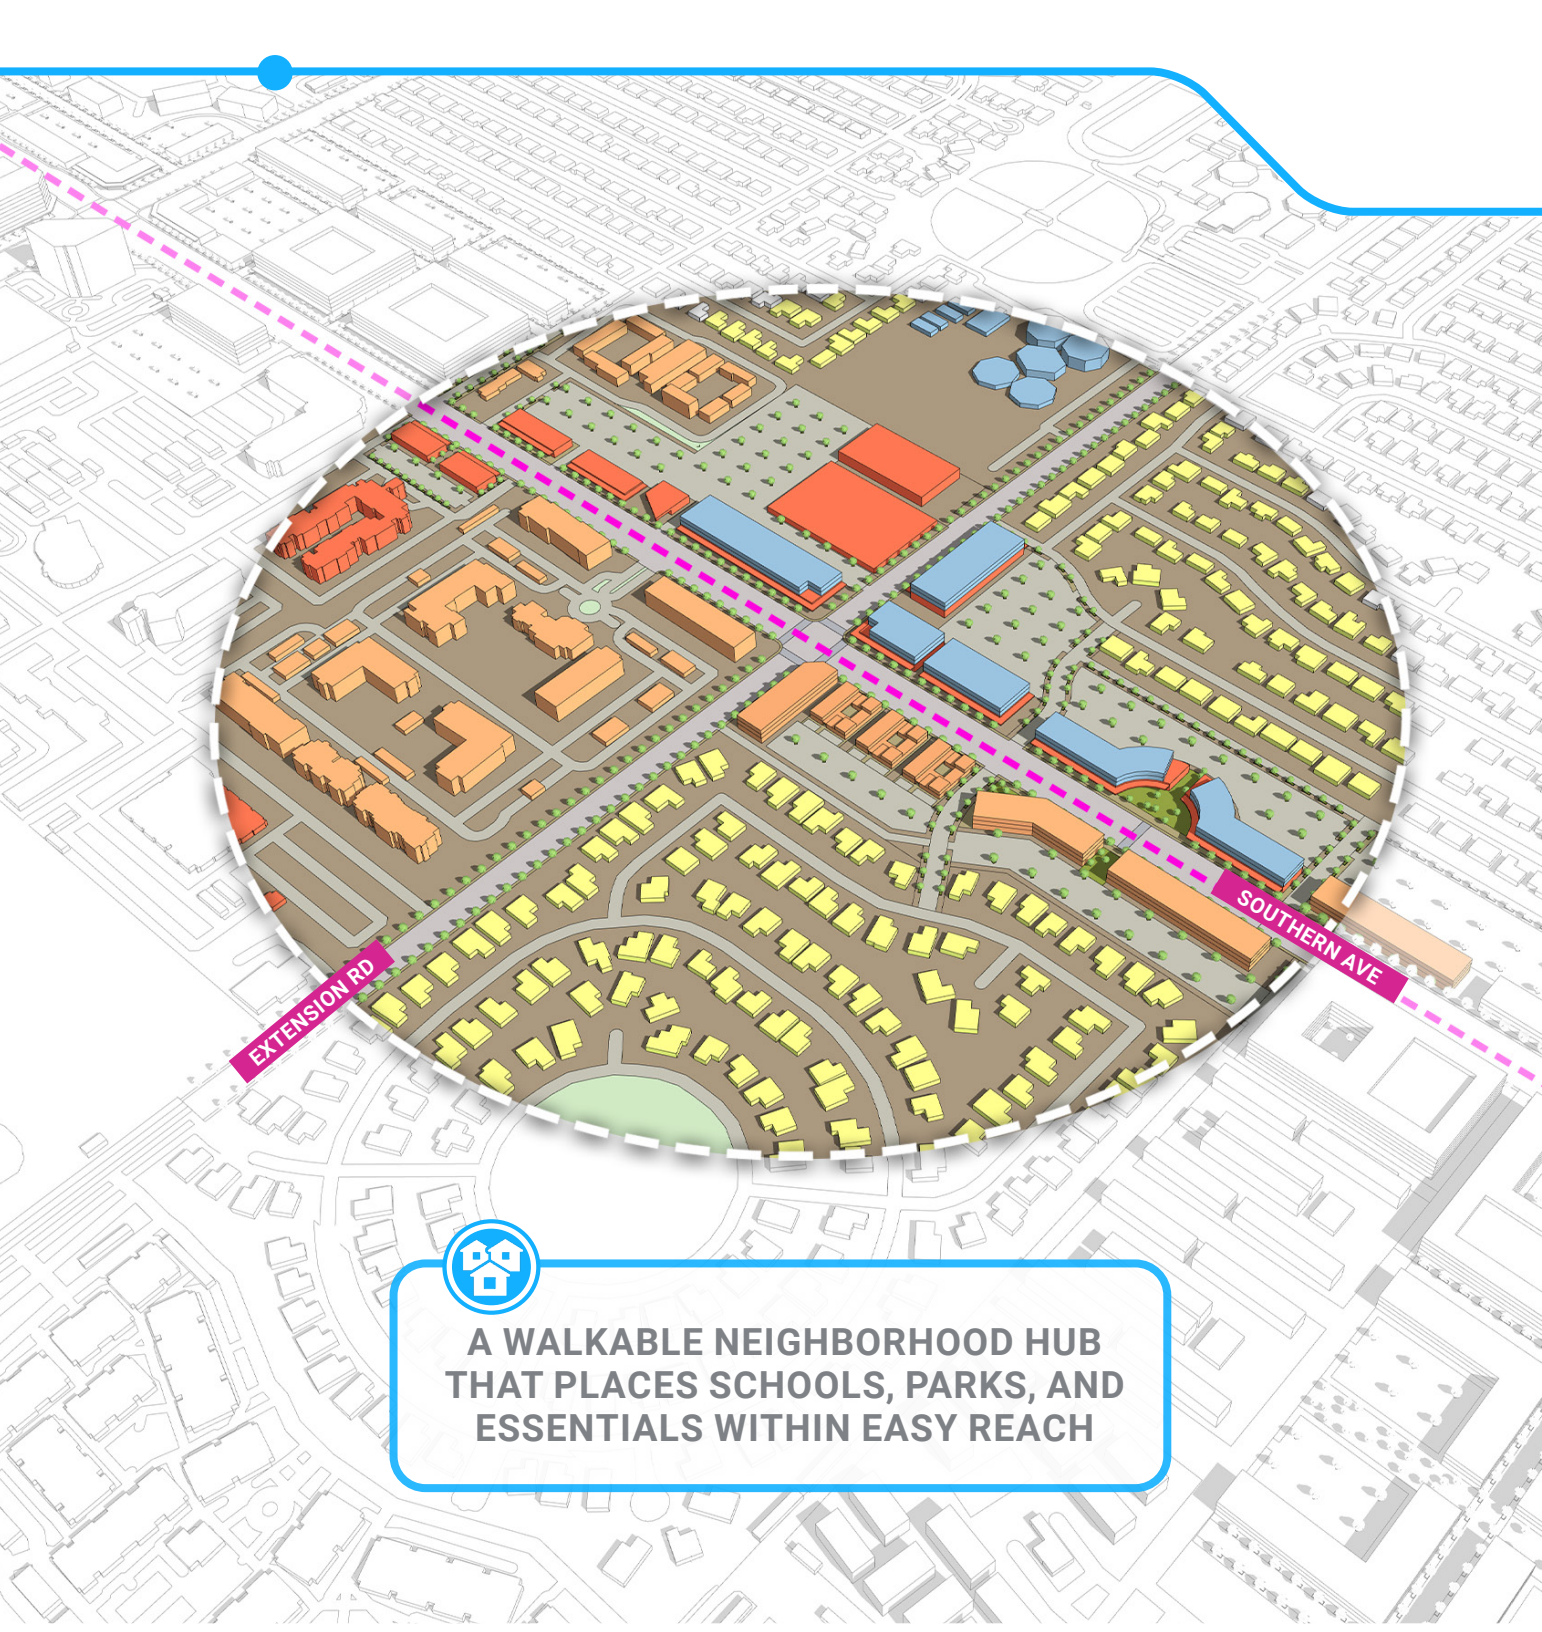 SOUTHERN AVE
EXTENSION RD
A WALKABLE NEIGHBORHOOD HUB
THAT PLACES SCHOOLS, PARKS, AND
ESSENTIALS WITHIN EASY REACH